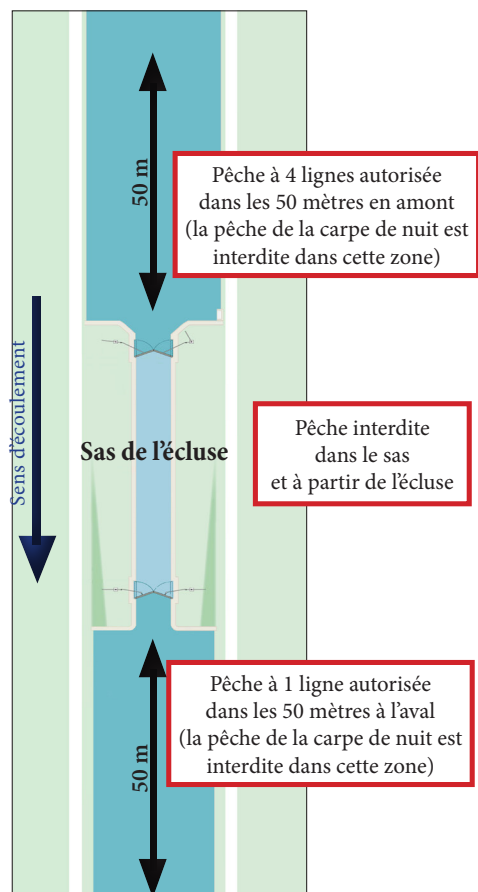 50 m
Pêche à 4 lignes autorisée
dans les 50 mètres en amont
(la pêche de la carpe de nuit est
interdite dans cette zone)
Sens d'écoulement
Sas de l'écluse
Pêche interdite
dans le sas
et à partir de l'écluse
Pêche à 1 ligne autorisée
dans les 50 mètres à l'aval
(la pêche de la carpe de nuit est
interdite dans cette zone)
50 m